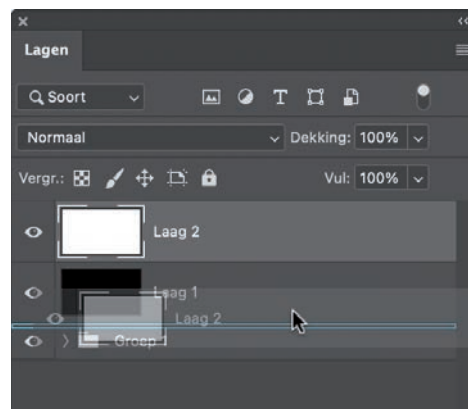 Lagen
Soort
Normaal Dekking: 100%
Vergr.: Vul: 100%
Laag 2
Laag 1
Laag 2
Groep 1